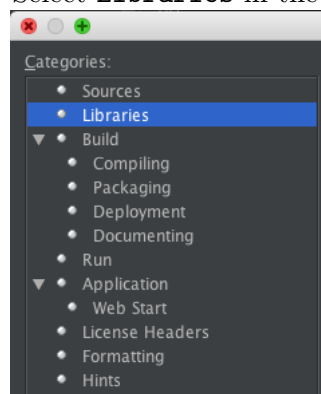 Select Libraries in the
Categories:
Sources
Libraries
Build
Compiling
Packaging
Deployment
Documenting
Run
Application
Web Start
License Headers
Formatting
Hints